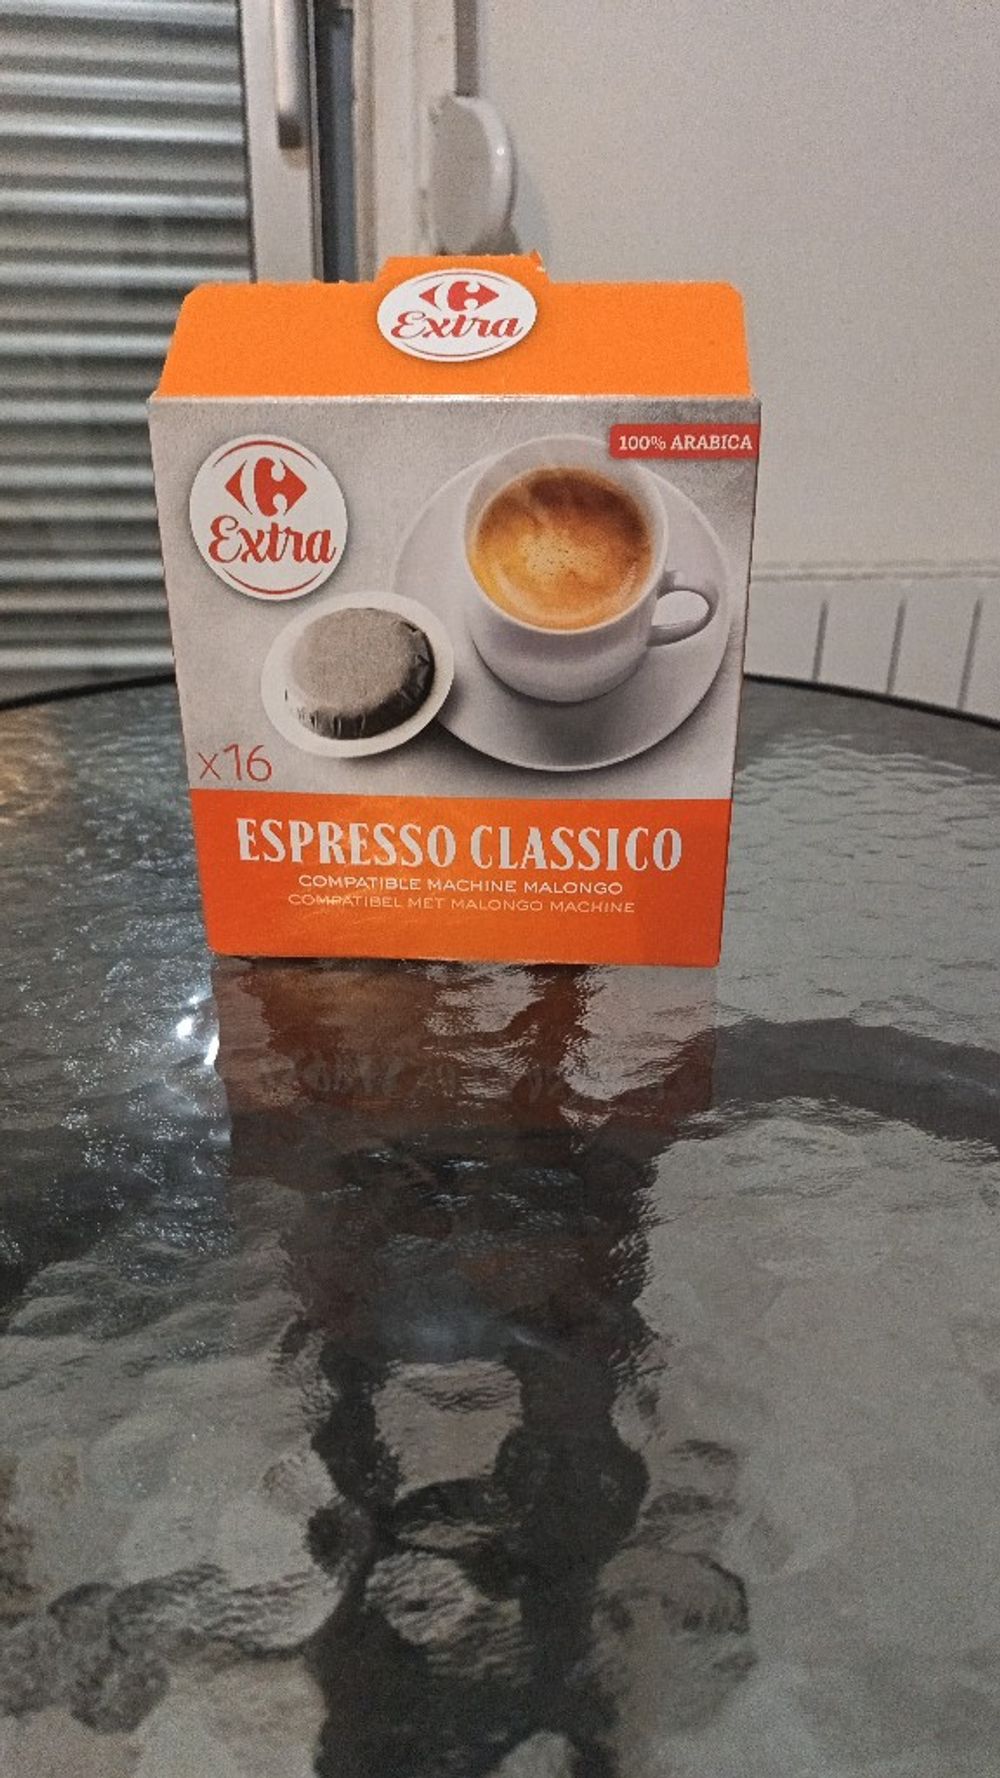 Extra
100% ARABICA
Extra
x16
ESPRESSO CLASSICO
COMPATIBLE MACHINE MALONGO
COMPATIBEL MET MALONGO MACHINE